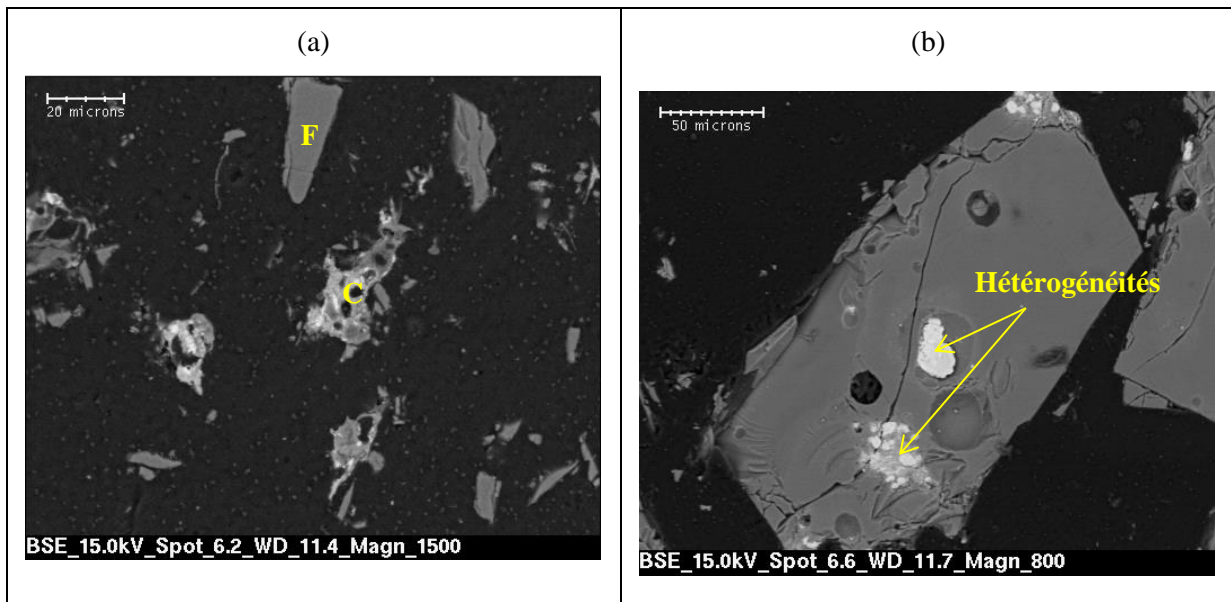 (a)
20 microns
F
C
BSE_15.0kV_Spot_6.2_WD_11.4_Magn_1500
(b)
50 microns
Hétérogénéités
BSE_15.0kV_Spot_6.6_WD_11.7_Magn_800